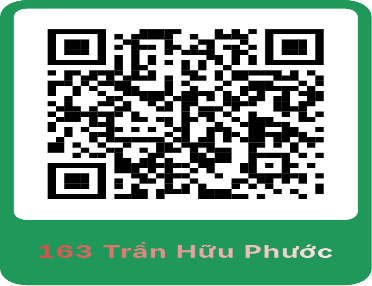 163 Trần Hữu Phước